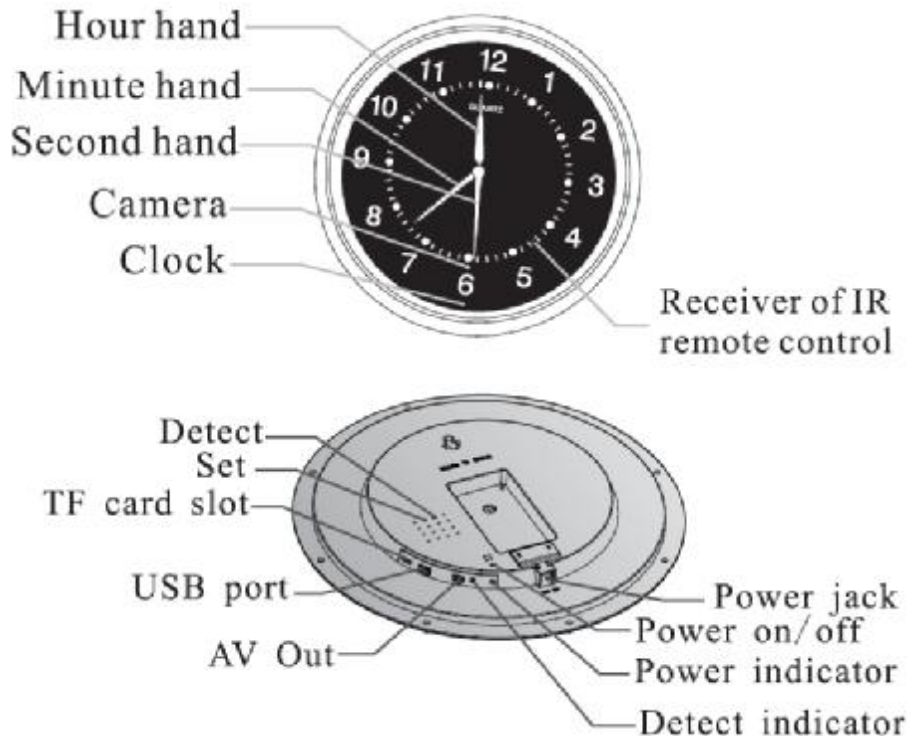 Hour hand
Minute hand
Second hand
Camera
Clock
11 12 1
10 2
9 3
8 4
7 6 5
Receiver of IR
remote control
Detect
Set
TF card slot
USB port
AV Out
Power jack
Power on/off
Power indicator
Detect indicator